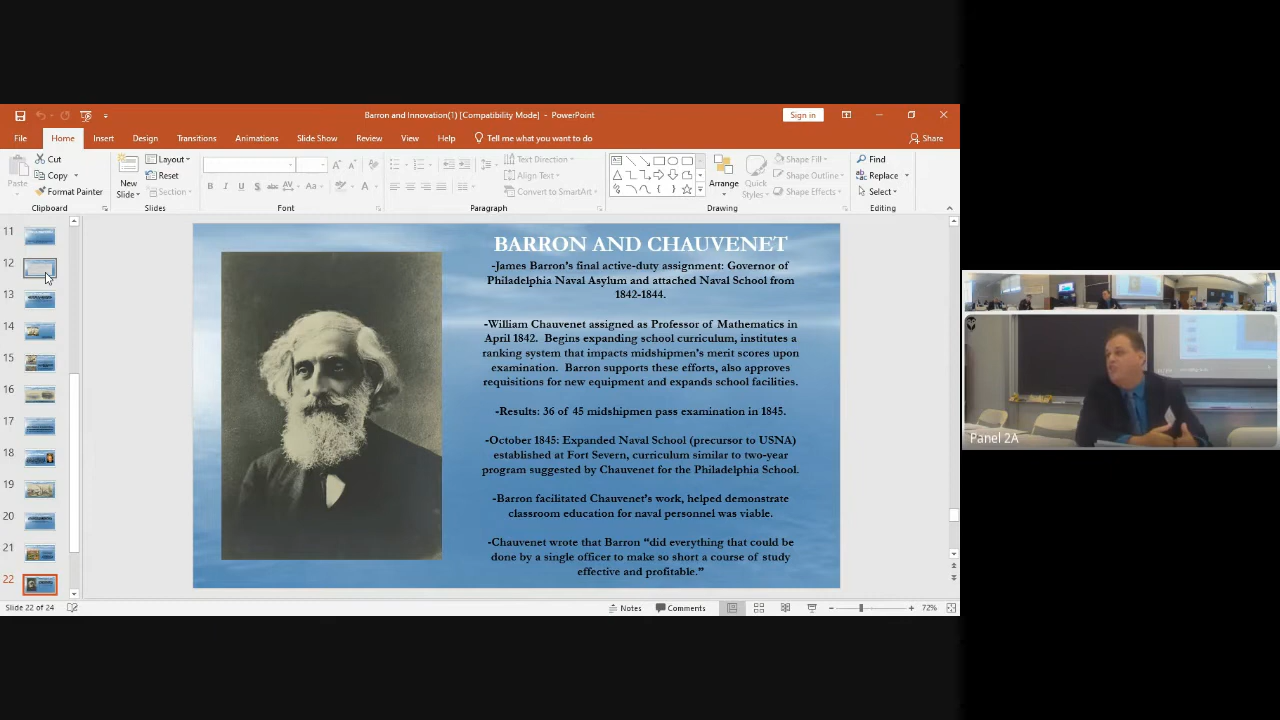 Barron and Innovation(1) [Compatibility Mode] - PowerPoint
Sign in
File Home Insert Design Transitions Animations Slide Show Review View Help Tell me what you want to do Share
Paste
Cut
Copy
Format Painter
Clipboard
New Slide
Layout
Reset
Section
Slides
B I U S abc AV Aa A
Font
Paragraph
Text Direction
Align Text
Convert to SmartArt
Arrange
Quick Styles
Shape Fill
Shape Outline
Shape Effects
Drawing
Find
Replace
Select
Editing
11
12
13
14
15
16
17
18
19
20
21
22
BARRON AND CHAUVENET
-James Barron's final active-duty assignment: Governor of
Philadelphia Naval Asylum and attached Naval School from
1842-1844.
-William Chauvenet assigned as Professor of Mathematics in
April 1842. Begins expanding school curriculum, institutes a
ranking system that impacts midshipmen's merit scores upon
examination. Barron supports these efforts, also approves
requisitions for new equipment and expands school facilities.
-Results: 36 of 45 midshipmen pass examination in 1845.
-October 1845: Expanded Naval School (precursor to USNA)
established at Fort Severn, curriculum similar to two-year
program suggested by Chauvenet for the Philadelphia School.
-Barron facilitated Chauvenet's work, helped demonstrate
classroom education for naval personnel was viable.
-Chauvenet wrote that Barron "did everything that could be
done by a single officer to make so short a course of study
effective and profitable."
Slide 22 of 24
Notes
Comments
72%
Panel 2A